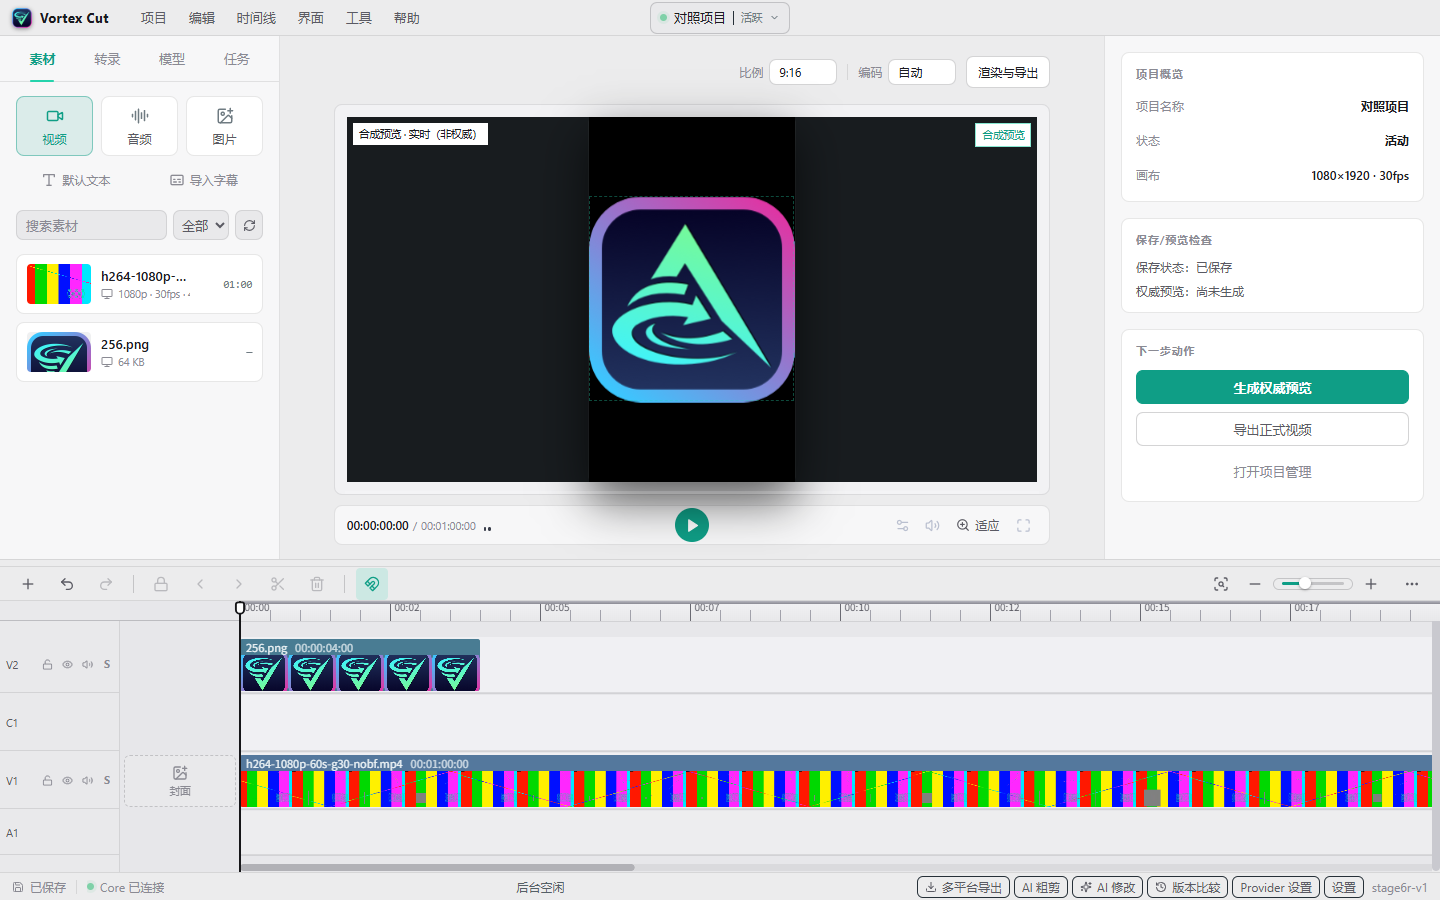 Vortex Cut 项目 编辑 时间线 界面 工具 帮助 对照项目 | 活跃
素材 转录 模型 任务
视频 音频 图片
默认文本 导入字幕
搜索素材 全部
h264-1080p-...
1080p · 30fps · 
01:00
256.png
64 KB
–
比例 9:16 编码 自动 渲染与导出
合成预览 · 实时（非权威）
合成预览
00:00:00:00 / 00:01:00:00
适应
项目概览
项目名称 对照项目
状态 活动
画布 1080×1920 · 30fps
保存/预览检查
保存状态：已保存
权威预览：尚未生成
下一步动作
生成权威预览
导出正式视频
打开项目管理
00:00 00:02 00:05 00:07 00:10 00:12 00:15 00:17
V2 S
256.png 00:00:04:00
C1
V1 S
封面
h264-1080p-60s-g30-nobf.mp4 00:01:00:00
A1
已保存 Core 已连接 后台空闲 多平台导出 AI 粗剪 AI 修改 版本比较 Provider 设置 设置 stage6r-v1